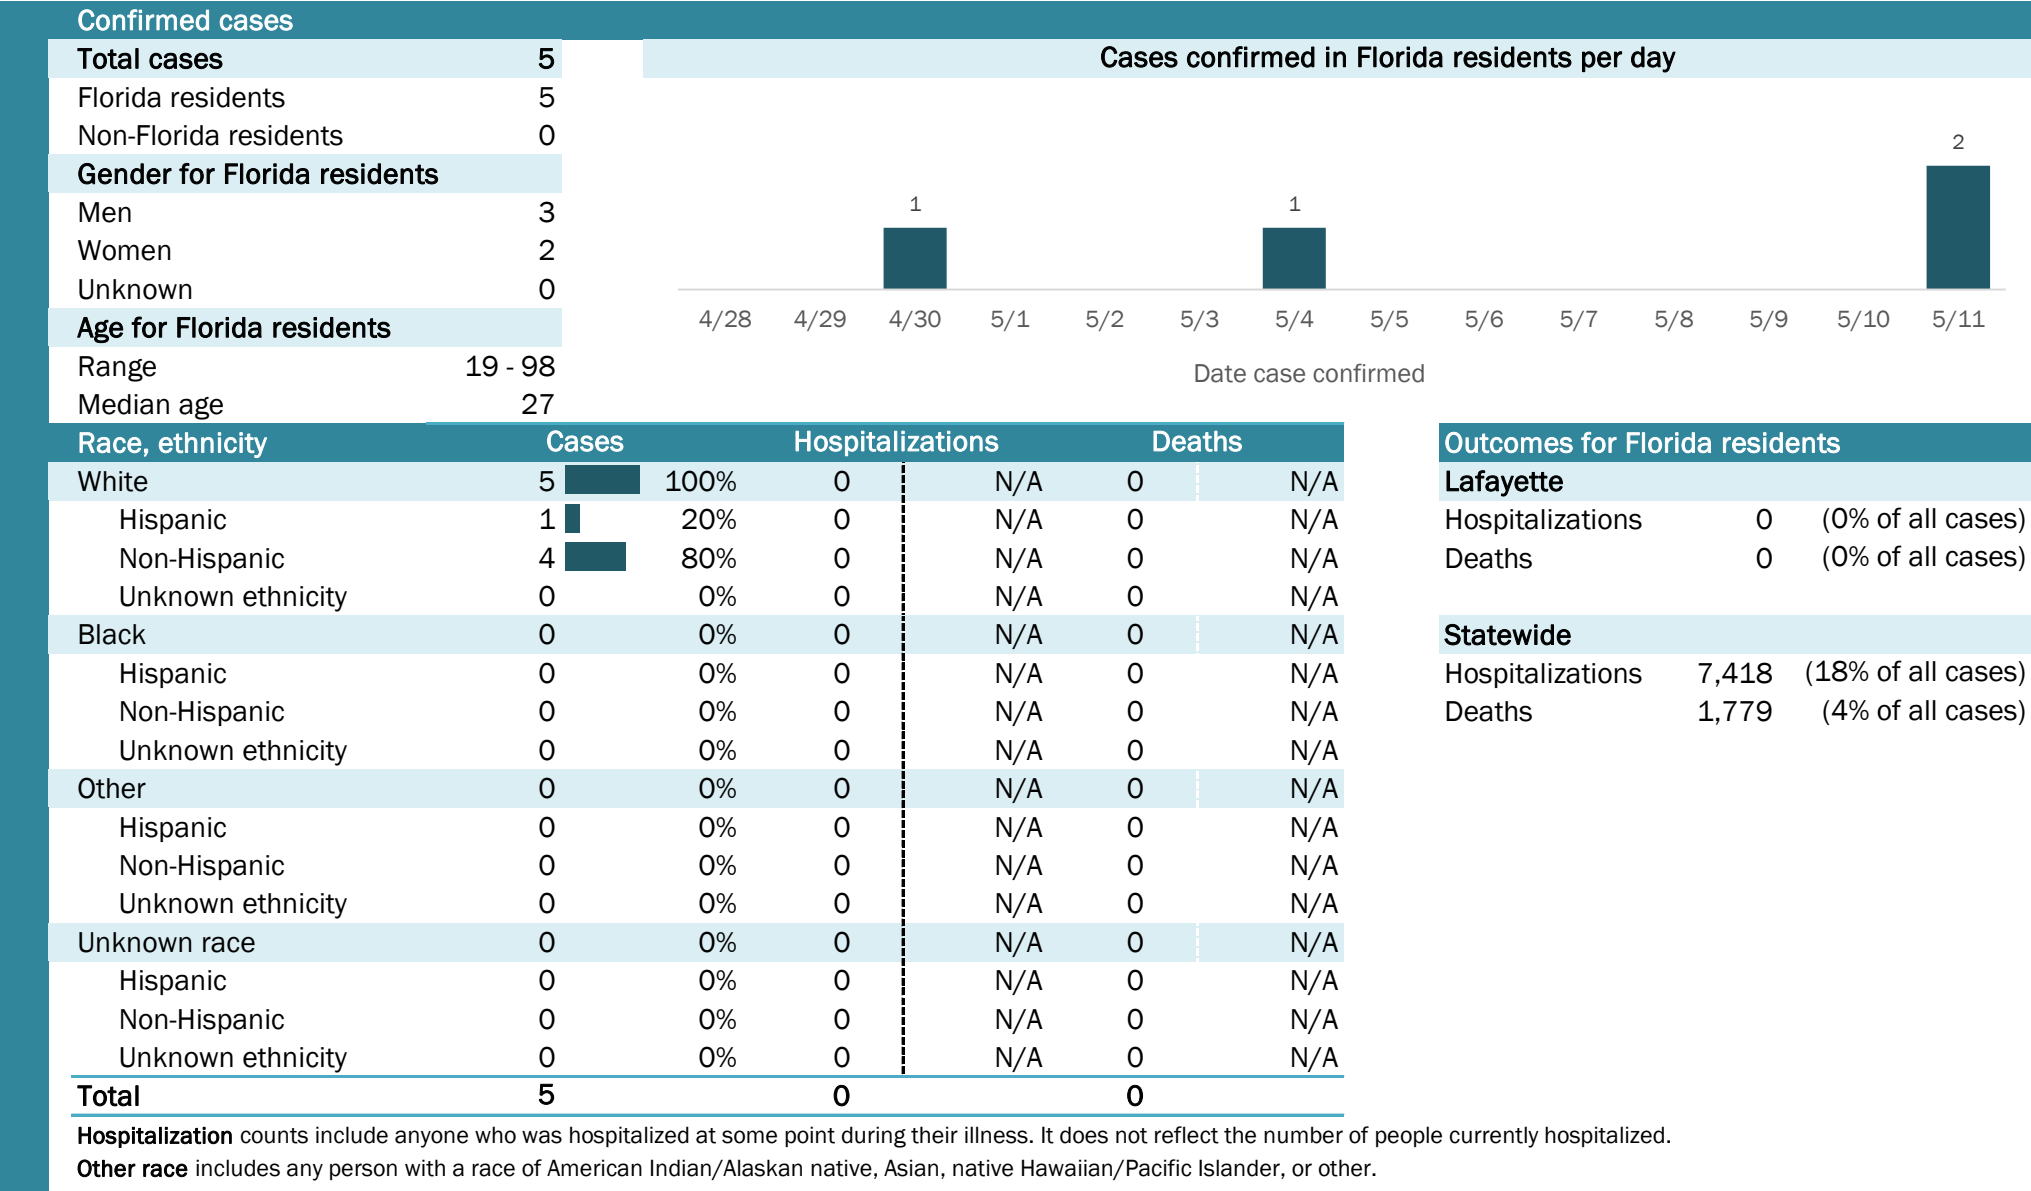 Confirmed cases
Total cases 5
Florida residents 5
Non-Florida residents 0
Gender for Florida residents
Men 3
Women 2
Unknown 0
Age for Florida residents
Range 19 - 98
Median age 27
Cases confirmed in Florida residents per day
1 1 2
4/28 4/29 4/30 5/1 5/2 5/3 5/4 5/5 5/6 5/7 5/8 5/9 5/10 5/11
Date case confirmed
Race, ethnicity Cases Hospitalizations Deaths
White 5 100% 0 N/A 0 N/A
Hispanic 1 20% 0 N/A 0 N/A
Non-Hispanic 4 80% 0 N/A 0 N/A
Unknown ethnicity 0 0% 0 N/A 0 N/A
Black 0 0% 0 N/A 0 N/A
Hispanic 0 0% 0 N/A 0 N/A
Non-Hispanic 0 0% 0 N/A 0 N/A
Unknown ethnicity 0 0% 0 N/A 0 N/A
Other 0 0% 0 N/A 0 N/A
Hispanic 0 0% 0 N/A 0 N/A
Non-Hispanic 0 0% 0 N/A 0 N/A
Unknown ethnicity 0 0% 0 N/A 0 N/A
Unknown race 0 0% 0 N/A 0 N/A
Hispanic 0 0% 0 N/A 0 N/A
Non-Hispanic 0 0% 0 N/A 0 N/A
Unknown ethnicity 0 0% 0 N/A 0 N/A
Total 5 0 0
Outcomes for Florida residents
Lafayette
Hospitalizations 0 (0% of all cases)
Deaths 0 (0% of all cases)
Statewide
Hospitalizations 7,418 (18% of all cases)
Deaths 1,779 (4% of all cases)
Hospitalization counts include anyone who was hospitalized at some point during their illness. It does not reflect the number of people currently hospitalized.
Other race includes any person with a race of American Indian/Alaskan native, Asian, native Hawaiian/Pacific Islander, or other.